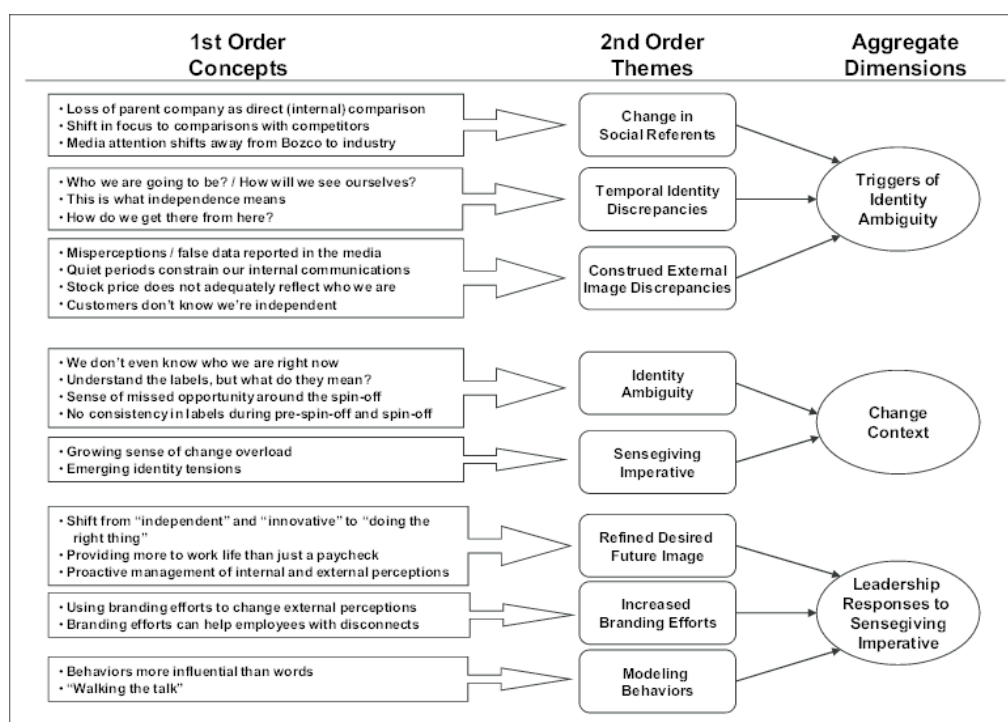 1st Order
Concepts
2nd Order
Themes
Aggregate
Dimensions
• Loss of parent company as direct (internal) comparison
• Shift in focus to comparisons with competitors
• Media attention shifts away from Bozco to industry
Change in
Social Referents
• Who we are going to be? / How will we see ourselves?
• This is what independence means
• How do we get there from here?
Temporal Identity
Discrepancies
Triggers of
Identity
Ambiguity
• Misperceptions / false data reported in the media
• Quiet periods constrain our internal communications
• Stock price does not adequately reflect who we are
• Customers don’t know we’re independent
Construed External
Image Discrepancies
• We don’t even know who we are right now
• Understand the labels, but what do they mean?
• Sense of missed opportunity around the spin-off
• No consistency in labels during pre-spin-off and spin-off
Identity
Ambiguity
Change
Context
• Growing sense of change overload
• Emerging identity tensions
Sensegiving
Imperative
• Shift from “independent” and “innovative” to “doing the
right thing”
• Providing more to work life than just a paycheck
• Proactive management of internal and external perceptions
Refined Desired
Future Image
• Using branding efforts to change external perceptions
• Branding efforts can help employees with disconnects
Increased
Branding Efforts
Leadership
Responses to
Sensegiving
Imperative
• Behaviors more influential than words
• “Walking the talk”
Modeling
Behaviors